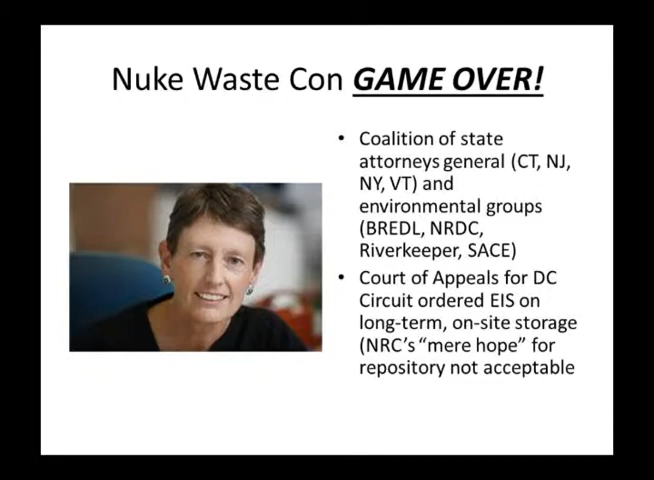 Nuke Waste Con GAME OVER!
• Coalition of state
attorneys general (CT, NJ,
NY, VT) and
environmental groups
(BREDL, NRDC,
Riverkeeper, SACE)
• Court of Appeals for DC
Circuit ordered EIS on
long-term, on-site storage
(NRC's “mere hope” for
repository not acceptable